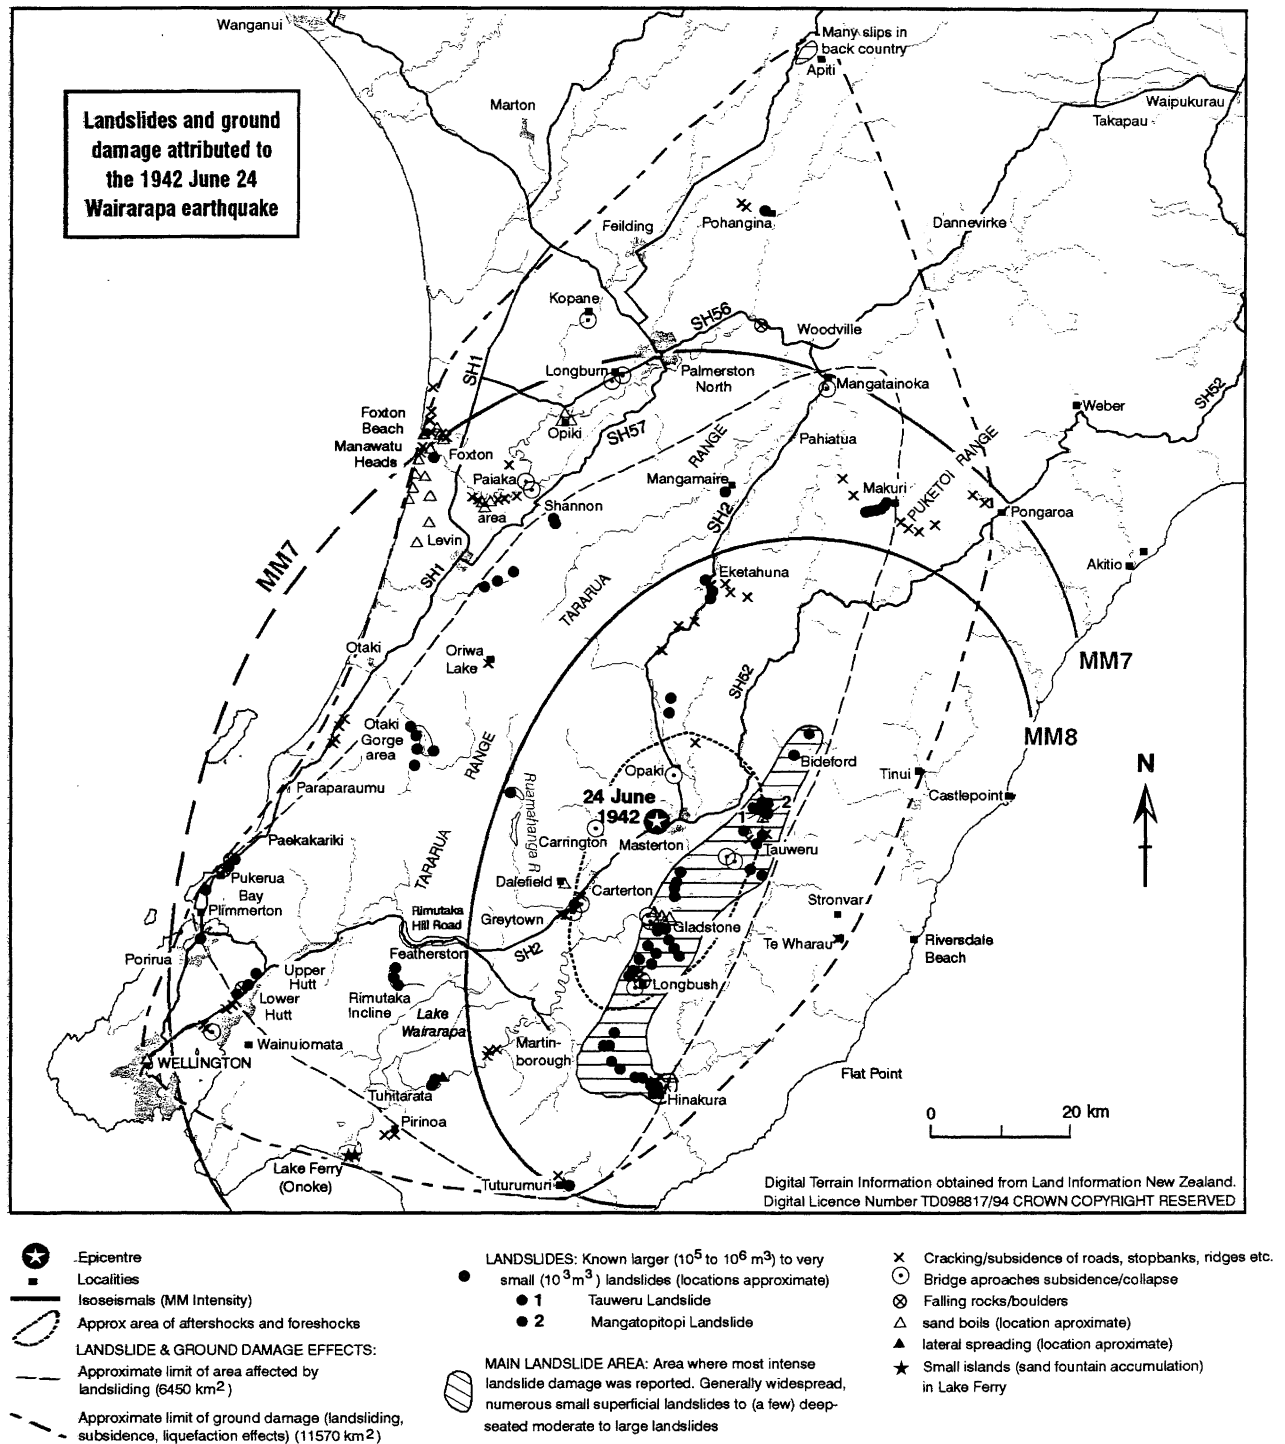 Landslides and ground
damage attributed to
the 1942 June 24
Wairarapa earthquake
Wanganui
Many slips in
back country
Apiti
Marton
Waipukurau
Takapau
Pohangina
Feilding
Dannevirke
Kopane
SH56
Woodville
SH1
Longburn
Palmerston
North
Mangatainoka
SH52
Weber
Foxton
Beach
Opiki
SH57
RANGE
Pahiatua
Manawatu
Heads
Foxton
Paiaka
area
Mangamaire
Makuri
PUKETOI RANGE
Shannon
SH2
Pongaroa
Levin
MM7
SH1
TARARUA
Eketahuna
Akitio
Otaki
Oriwa
Lake
MM7
SH52
Otaki
Gorge
area
RANGE
MM8
Bideford
Opaki
Tinui
N
Paraparaumu
Ruamahanga R
24 June
1942
1
2
Castlepoint
Paekakariki
TARARUA
Carrington
Masterton
Tauweru
Pukerua
Bay
Dalefield
Carterton
Plimmerton
Rimutaka
Hill Road
Greytown
Stronvar
Gladstone
Porirua
Featherston
SH2
Te Wharau
Riversdale
Beach
Upper
Hutt
Lower
Hutt
Rimutaka
Incline
Lake
Wairarapa
Longbush
Wainuiomata
Martin-
borough
WELLINGTON
Flat Point
Tuhitarata
Hinakura
Pirinoa
0 20 km
Lake Ferry
(Onoke)
Tuturumuri
Digital Terrain Information obtained from Land Information New Zealand.
Digital Licence Number TD098817/94 CROWN COPYRIGHT RESERVED
Epicentre
Localities
Isoseismals (MM Intensity)
Approx area of aftershocks and foreshocks
LANDSLIDE & GROUND DAMAGE EFFECTS:
Approximate limit of area affected by
landsliding (6450 km²)
Approximate limit of ground damage (landsliding,
subsidence, liquefaction effects) (11570 km²)
LANDSLIDES: Known larger (10⁵ to 10⁶ m³) to very
small (10³m³) landslides (locations approximate)
1 Tauweru Landslide
2 Mangatopitopi Landslide
MAIN LANDSLIDE AREA: Area where most intense
landslide damage was reported. Generally widespread,
numerous small superficial landslides to (a few) deep-
seated moderate to large landslides
Cracking/subsidence of roads, stopbanks, ridges etc.
Bridge aproaches subsidence/collapse
Falling rocks/boulders
sand boils (location aproximate)
lateral spreading (location aproximate)
Small islands (sand fountain accumulation)
in Lake Ferry